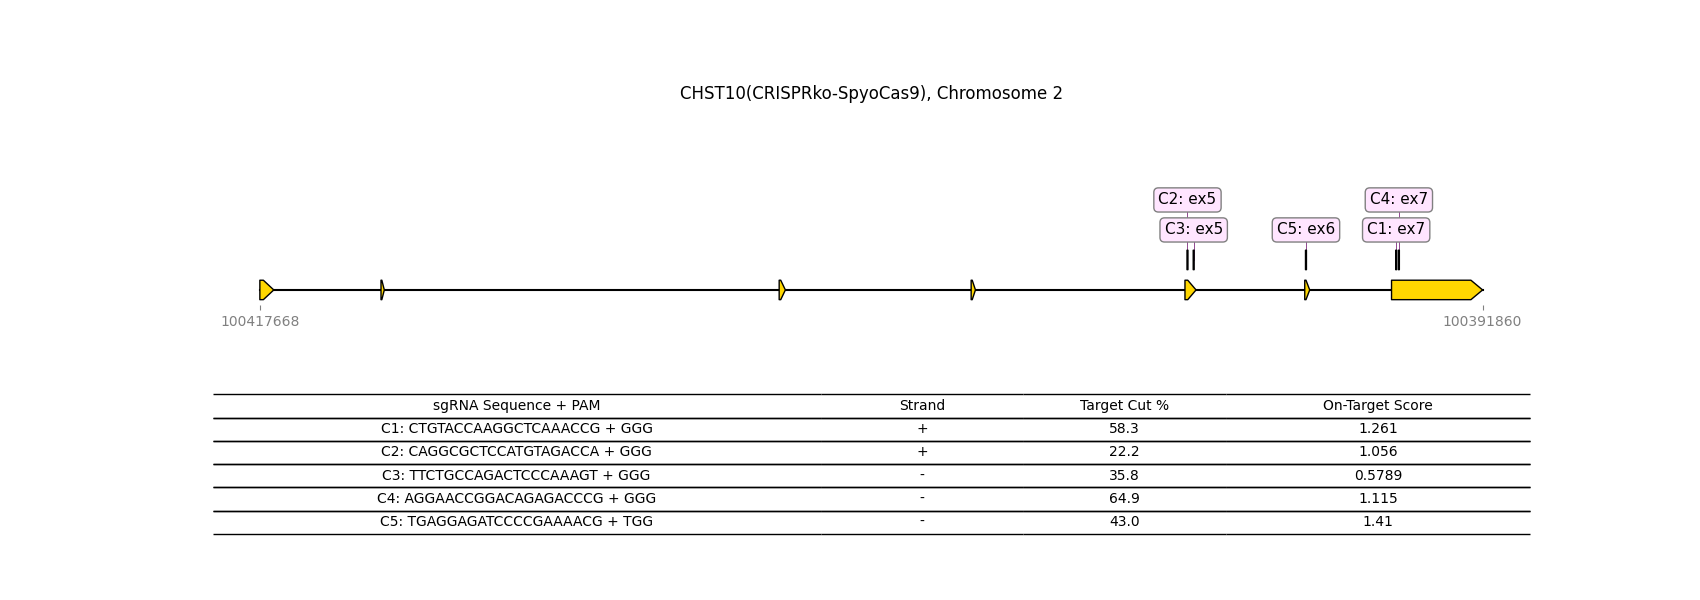 CHST10(CRISPRko-SpyoCas9), Chromosome 2
C2: ex5 C4: ex7
C3: ex5 C5: ex6 C1: ex7
100417668 100391860
sgRNA Sequence + PAM Strand Target Cut % On-Target Score
C1: CTGTACCAAGGCTCAAACCG + GGG + 58.3 1.261
C2: CAGGCGCTCCATGTAGACCA + GGG + 22.2 1.056
C3: TTCTGCCAGACTCCCAAAGT + GGG - 35.8 0.5789
C4: AGGAACCGGACAGAGACCCG + GGG - 64.9 1.115
C5: TGAGGAGATCCCCGAAAACG + TGG - 43.0 1.41